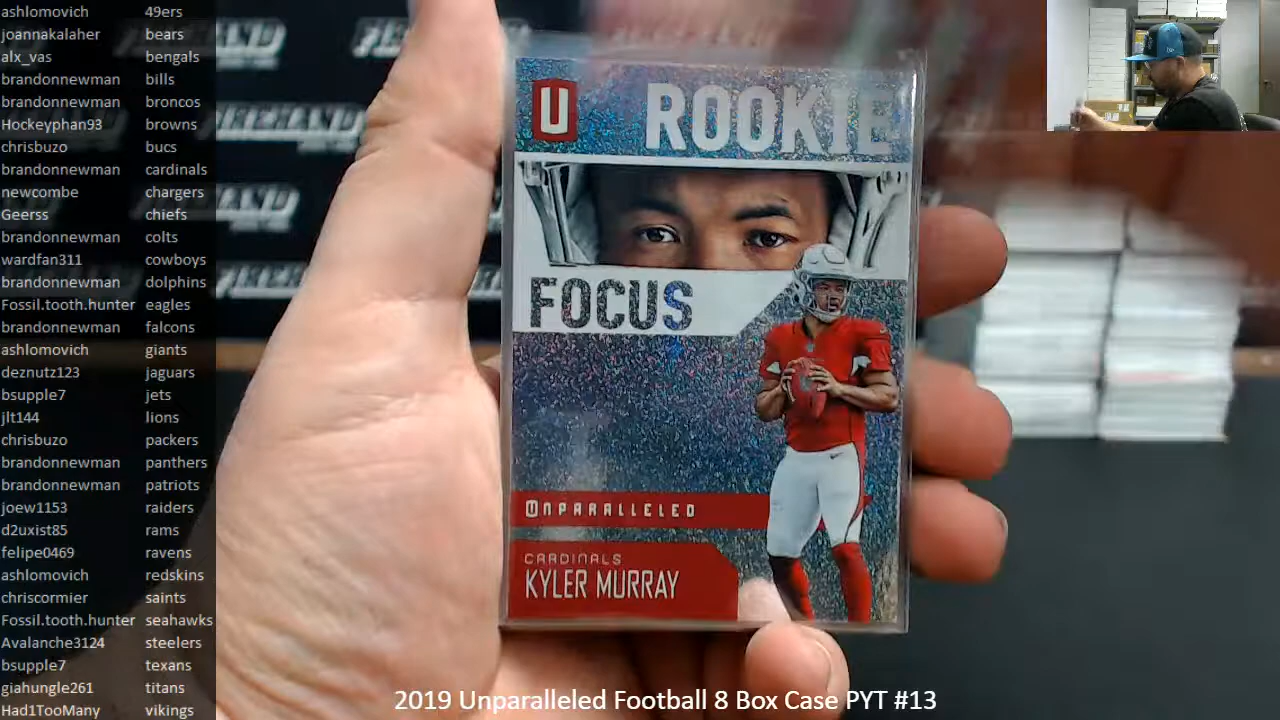 ashlomovich 49ers
joannakalaher bears
alx_vas bengals
brandonnewman bills
brandonnewman broncos
Hockeyphan93 browns
chrisbuzo bucs
brandonnewman cardinals
newcombe chargers
Geerss chiefs
brandonnewman colts
wardfan311 cowboys
brandonnewman dolphins
Fossil.tooth.hunter eagles
brandonnewman falcons
ashlomovich giants
deznutz123 jaguars
bsupple7 jets
jlt144 lions
chrisbuzo packers
brandonnewman panthers
brandonnewman patriots
joew1153 raiders
d2uxist85 rams
felipe0469 ravens
ashlomovich redskins
chriscormier saints
Fossil.tooth.hunter seahawks
Avalanche3124 steelers
bsupple7 texans
giahungle261 titans
Had1TooMany vikings
U ROOKIE
FOCUS
UNPARALLELED
CARDINALS
KYLER MURRAY
2019 Unparalleled Football 8 Box Case PYT #13